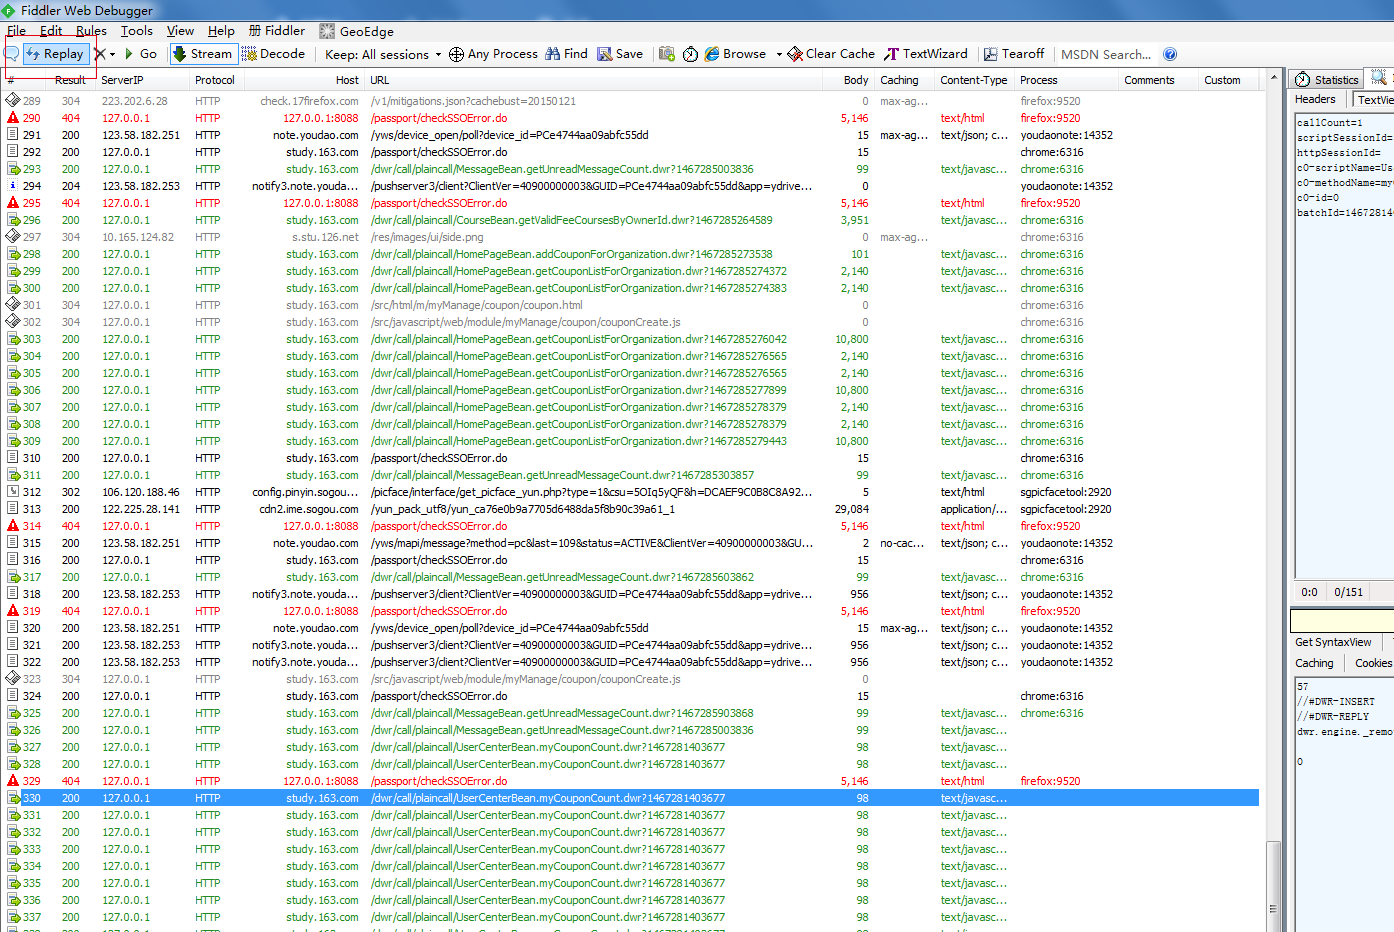 Fiddler Web Debugger
File Edit Rules Tools View Help Fiddler GeoEdge
Replay Go Stream Decode Keep: All sessions Any Process Find Save Browse Clear Cache TextWizard Tearoff MSDN Search...
# Result ServerIP Protocol Host URL Body Caching Content-Type Process Comments Custom
289 304 223.202.6.28 HTTP check.17firefox.com /v1/mitigations.json?cachebust=20150121 0 max-ag... firefox:9520
290 404 127.0.0.1 HTTP 127.0.0.1:8088 /passport/checkSSOError.do 5,146 text/html firefox:9520
291 200 123.58.182.251 HTTP note.youdao.com /yws/device_open/poll?device_id=PCe4744aa09abfc55dd 15 max-ag... text/json; c... youdaonote:14352
292 200 127.0.0.1 HTTP study.163.com /passport/checkSSOError.do 15 chrome:6316
293 200 127.0.0.1 HTTP study.163.com /dwr/call/plaincall/MessageBean.getUnreadMessageCount.dwr?1467285003836 99 text/javasc... chrome:6316
294 204 123.58.182.253 HTTP notify3.note.youda... /pushserver3/client?ClientVer=40900000003&GUID=PCe4744aa09abfc55dd&app=ydrive... 0 youdaonote:14352
295 404 127.0.0.1 HTTP 127.0.0.1:8088 /passport/checkSSOError.do 5,146 text/html firefox:9520
296 200 127.0.0.1 HTTP study.163.com /dwr/call/plaincall/CourseBean.getValidFeeCoursesByOwnerId.dwr?1467285264589 3,951 text/javasc... chrome:6316
297 304 10.165.124.82 HTTP s.stu.126.net /res/images/ui/side.png 0 max-ag... chrome:6316
298 200 127.0.0.1 HTTP study.163.com /dwr/call/plaincall/HomePageBean.addCouponForOrganization.dwr?1467285273538 101 text/javasc... chrome:6316
299 200 127.0.0.1 HTTP study.163.com /dwr/call/plaincall/HomePageBean.getCouponListForOrganization.dwr?1467285274372 2,140 text/javasc... chrome:6316
300 200 127.0.0.1 HTTP study.163.com /dwr/call/plaincall/HomePageBean.getCouponListForOrganization.dwr?1467285274383 2,140 text/javasc... chrome:6316
301 304 127.0.0.1 HTTP study.163.com /src/html/m/myManage/coupon/coupon.html 0 chrome:6316
302 304 127.0.0.1 HTTP study.163.com /src/javascript/web/module/myManage/coupon/couponCreate.js 0 chrome:6316
303 200 127.0.0.1 HTTP study.163.com /dwr/call/plaincall/HomePageBean.getCouponListForOrganization.dwr?1467285276042 10,800 text/javasc... chrome:6316
304 200 127.0.0.1 HTTP study.163.com /dwr/call/plaincall/HomePageBean.getCouponListForOrganization.dwr?1467285276565 2,140 text/javasc... chrome:6316
305 200 127.0.0.1 HTTP study.163.com /dwr/call/plaincall/HomePageBean.getCouponListForOrganization.dwr?1467285276565 2,140 text/javasc... chrome:6316
306 200 127.0.0.1 HTTP study.163.com /dwr/call/plaincall/HomePageBean.getCouponListForOrganization.dwr?1467285277899 10,800 text/javasc... chrome:6316
307 200 127.0.0.1 HTTP study.163.com /dwr/call/plaincall/HomePageBean.getCouponListForOrganization.dwr?1467285278379 2,140 text/javasc... chrome:6316
308 200 127.0.0.1 HTTP study.163.com /dwr/call/plaincall/HomePageBean.getCouponListForOrganization.dwr?1467285278379 2,140 text/javasc... chrome:6316
309 200 127.0.0.1 HTTP study.163.com /dwr/call/plaincall/HomePageBean.getCouponListForOrganization.dwr?1467285279443 10,800 text/javasc... chrome:6316
310 200 127.0.0.1 HTTP study.163.com /passport/checkSSOError.do 15 chrome:6316
311 200 127.0.0.1 HTTP study.163.com /dwr/call/plaincall/MessageBean.getUnreadMessageCount.dwr?1467285303857 99 text/javasc... chrome:6316
312 302 106.120.188.46 HTTP config.pinyin.sogou... /picface/interface/get_picface_yun.php?type=1&csu=5OIq5yQF&h=DCAEF9C0B8C8A92... 5 text/html sgpicfacetool:2920
313 200 122.225.28.141 HTTP cdn2.ime.sogou.com /yun_pack_utf8/yun_ca76e0b9a7705d6488da5f8b90c39a61_1 29,084 application/... sgpicfacetool:2920
314 404 127.0.0.1 HTTP 127.0.0.1:8088 /passport/checkSSOError.do 5,146 text/html firefox:9520
315 200 123.58.182.251 HTTP note.youdao.com /yws/mapi/message?method=pc&last=109&status=ACTIVE&ClientVer=40900000003&GU... 2 no-cac... text/json; c... youdaonote:14352
316 200 127.0.0.1 HTTP study.163.com /passport/checkSSOError.do 15 chrome:6316
317 200 127.0.0.1 HTTP study.163.com /dwr/call/plaincall/MessageBean.getUnreadMessageCount.dwr?1467285603862 99 text/javasc... chrome:6316
318 200 123.58.182.253 HTTP notify3.note.youda... /pushserver3/client?ClientVer=40900000003&GUID=PCe4744aa09abfc55dd&app=ydrive... 956 text/json; c... youdaonote:14352
319 404 127.0.0.1 HTTP 127.0.0.1:8088 /passport/checkSSOError.do 5,146 text/html firefox:9520
320 200 123.58.182.251 HTTP note.youdao.com /yws/device_open/poll?device_id=PCe4744aa09abfc55dd 15 max-ag... text/json; c... youdaonote:14352
321 200 123.58.182.253 HTTP notify3.note.youda... /pushserver3/client?ClientVer=40900000003&GUID=PCe4744aa09abfc55dd&app=ydrive... 956 text/json; c... youdaonote:14352
322 200 123.58.182.253 HTTP notify3.note.youda... /pushserver3/client?ClientVer=40900000003&GUID=PCe4744aa09abfc55dd&app=ydrive... 956 text/json; c... youdaonote:14352
323 304 127.0.0.1 HTTP study.163.com /src/javascript/web/module/myManage/coupon/couponCreate.js 0
324 200 127.0.0.1 HTTP study.163.com /passport/checkSSOError.do 15 chrome:6316
325 200 127.0.0.1 HTTP study.163.com /dwr/call/plaincall/MessageBean.getUnreadMessageCount.dwr?1467285903868 99 text/javasc... chrome:6316
326 200 127.0.0.1 HTTP study.163.com /dwr/call/plaincall/MessageBean.getUnreadMessageCount.dwr?1467285003836 99 text/javasc...
327 200 127.0.0.1 HTTP study.163.com /dwr/call/plaincall/UserCenterBean.myCouponCount.dwr?1467281403677 98 text/javasc...
328 200 127.0.0.1 HTTP study.163.com /dwr/call/plaincall/UserCenterBean.myCouponCount.dwr?1467281403677 98 text/javasc...
329 404 127.0.0.1 HTTP 127.0.0.1:8088 /passport/checkSSOError.do 5,146 text/html firefox:9520
330 200 127.0.0.1 HTTP study.163.com /dwr/call/plaincall/UserCenterBean.myCouponCount.dwr?1467281403677 98 text/javasc...
331 200 127.0.0.1 HTTP study.163.com /dwr/call/plaincall/UserCenterBean.myCouponCount.dwr?1467281403677 98 text/javasc...
332 200 127.0.0.1 HTTP study.163.com /dwr/call/plaincall/UserCenterBean.myCouponCount.dwr?1467281403677 98 text/javasc...
333 200 127.0.0.1 HTTP study.163.com /dwr/call/plaincall/UserCenterBean.myCouponCount.dwr?1467281403677 98 text/javasc...
334 200 127.0.0.1 HTTP study.163.com /dwr/call/plaincall/UserCenterBean.myCouponCount.dwr?1467281403677 98 text/javasc...
335 200 127.0.0.1 HTTP study.163.com /dwr/call/plaincall/UserCenterBean.myCouponCount.dwr?1467281403677 98 text/javasc...
336 200 127.0.0.1 HTTP study.163.com /dwr/call/plaincall/UserCenterBean.myCouponCount.dwr?1467281403677 98 text/javasc...
337 200 127.0.0.1 HTTP study.163.com /dwr/call/plaincall/UserCenterBean.myCouponCount.dwr?1467281403677 98 text/javasc...
Statistics
Headers TextVie
callCount=1
scriptSessionId=
httpSessionId=
c0-scriptName=Us
c0-methodName=my
c0-id=0
batchId=14672814
0:0 0/151
Get SyntaxView
Caching Cookies
57
//#DWR-INSERT
//#DWR-REPLY
dwr.engine._remo
0